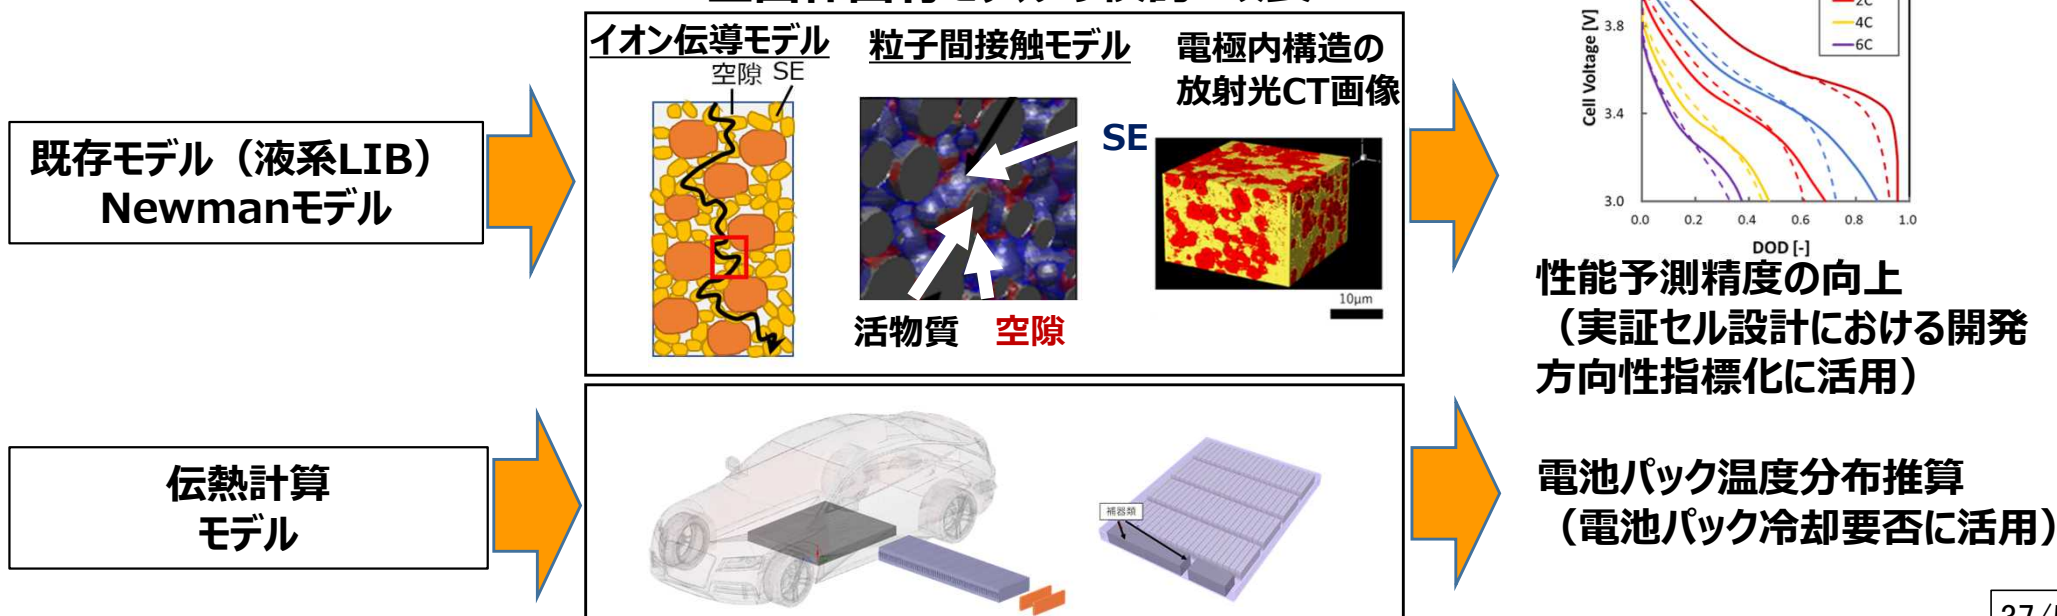 既存モデル（液系LIB）
Newmanモデル
イオン伝導モデル
空隙 SE
粒子間接触モデル
SE
活物質 空隙
電極内構造の
放射光CT画像
10μm
Cell Voltage [V]
3.8
3.4
3.0
0.0 0.2 0.4 0.6 0.8 1.0
DOD [-]
2C
4C
6C
性能予測精度の向上
（実証セル設計における開発
方向性指標化に活用）
伝熱計算
モデル
補器類
電池パック温度分布推算
（電池パック冷却要否に活用）